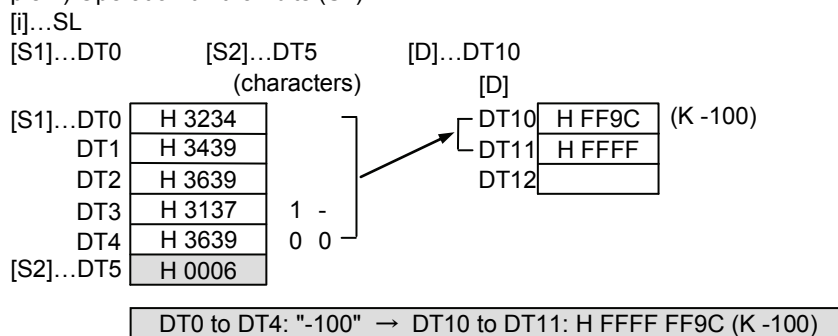 [i]…SL
[S1]…DT0 [S2]…DT5 [D]…DT10
(characters) [D]
[S1]…DT0 H 3234 DT10 H FF9C (K -100)
DT1 H 3439 DT11 H FFFF
DT2 H 3639 DT12
DT3 H 3137 1 -
DT4 H 3639 0 0
[S2]…DT5 H 0006
DT0 to DT4: "-100" → DT10 to DT11: H FFFF FF9C (K -100)